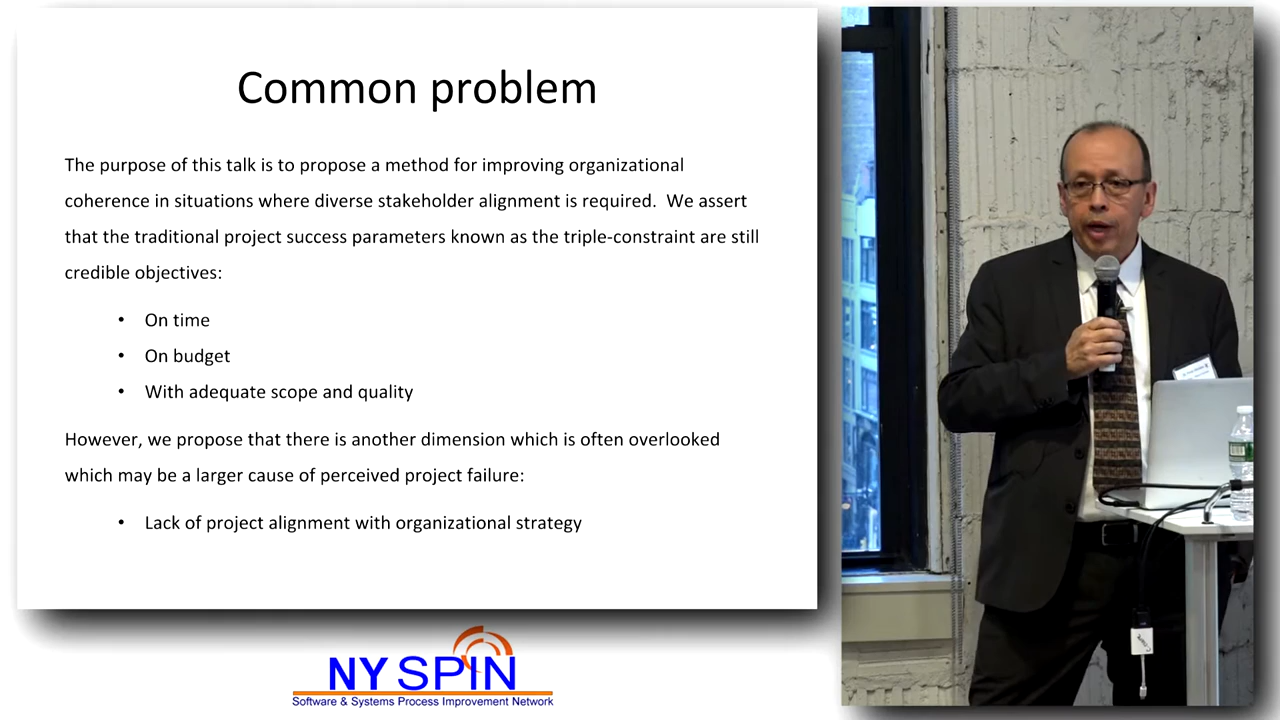 Common problem
The purpose of this talk is to propose a method for improving organizational
coherence in situations where diverse stakeholder alignment is required.  We assert
that the traditional project success parameters known as the triple-constraint are still
credible objectives:
• On time
• On budget
• With adequate scope and quality
However, we propose that there is another dimension which is often overlooked
which may be a larger cause of perceived project failure:
• Lack of project alignment with organizational strategy
NY SPIN
Software & Systems Process Improvement Network